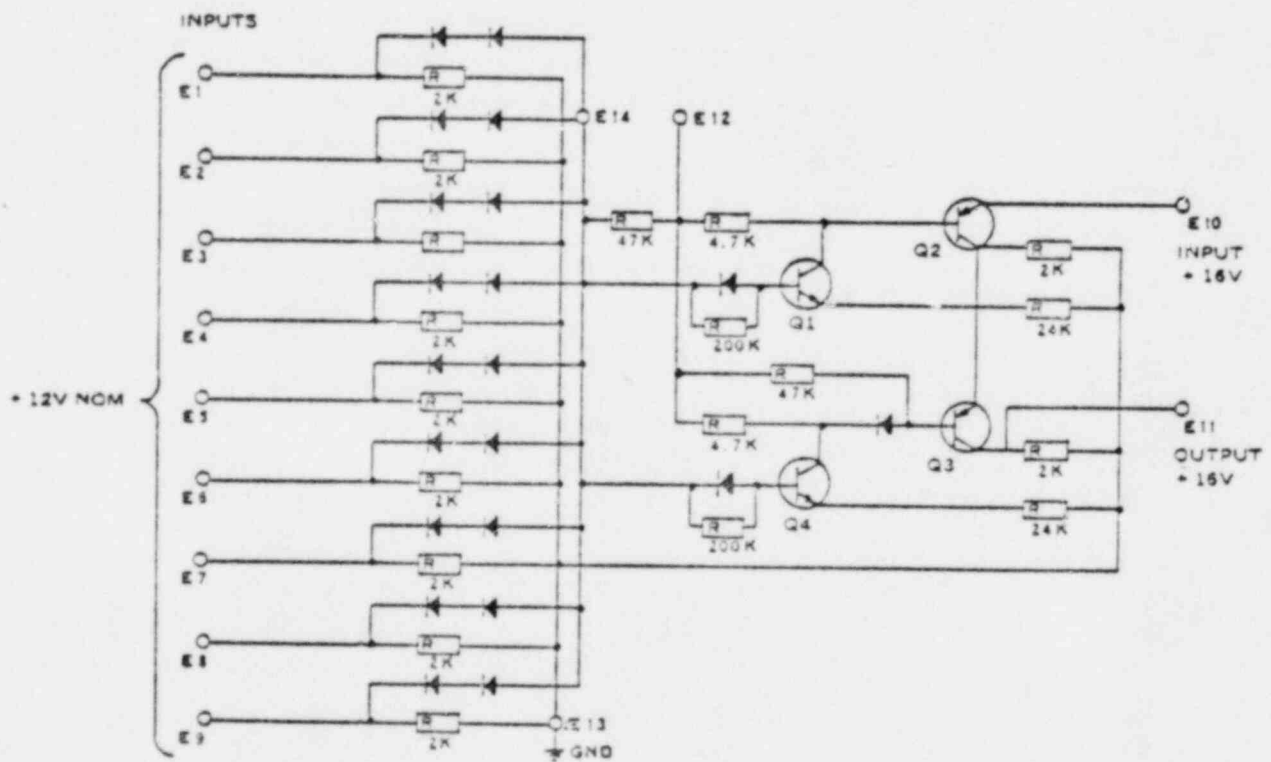 INPUTS
E1
R
2K
E14
E12
E2
R
2K
E3
R
R
47K
R
4.7K
Q2
E10
INPUT
+ 16V
R
2K
E4
R
2K
R
200K
Q1
R
24K
+ 12V NOM
E5
R
2K
R
47K
R
4.7K
Q3
E11
OUTPUT
+ 16V
R
2K
E6
R
2K
R
200K
Q4
R
24K
E7
R
2K
E8
R
2K
E9
R
2K
E13
GND